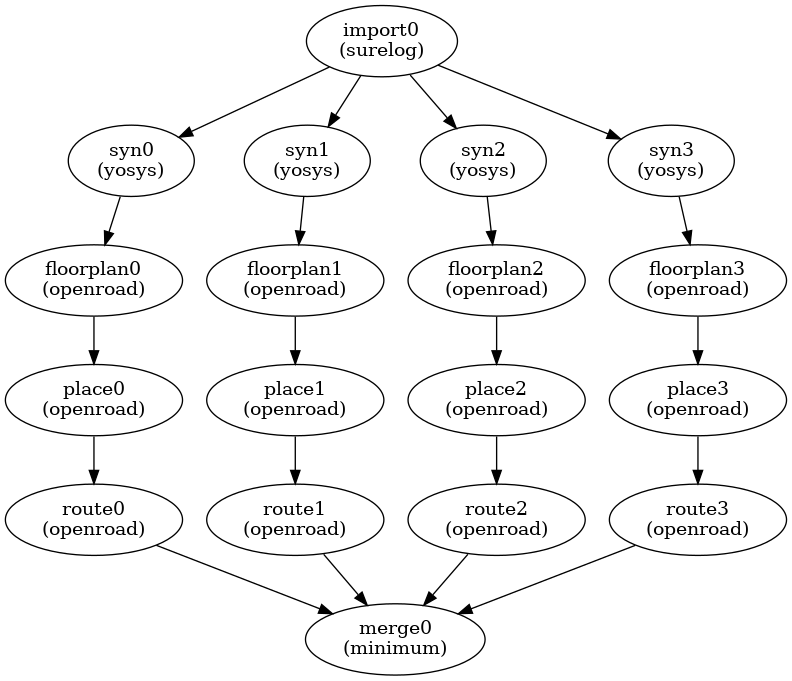 import0
(surelog)
syn0
(yosys)
syn1
(yosys)
syn2
(yosys)
syn3
(yosys)
floorplan0
(openroad)
floorplan1
(openroad)
floorplan2
(openroad)
floorplan3
(openroad)
place0
(openroad)
place1
(openroad)
place2
(openroad)
place3
(openroad)
route0
(openroad)
route1
(openroad)
route2
(openroad)
route3
(openroad)
merge0
(minimum)